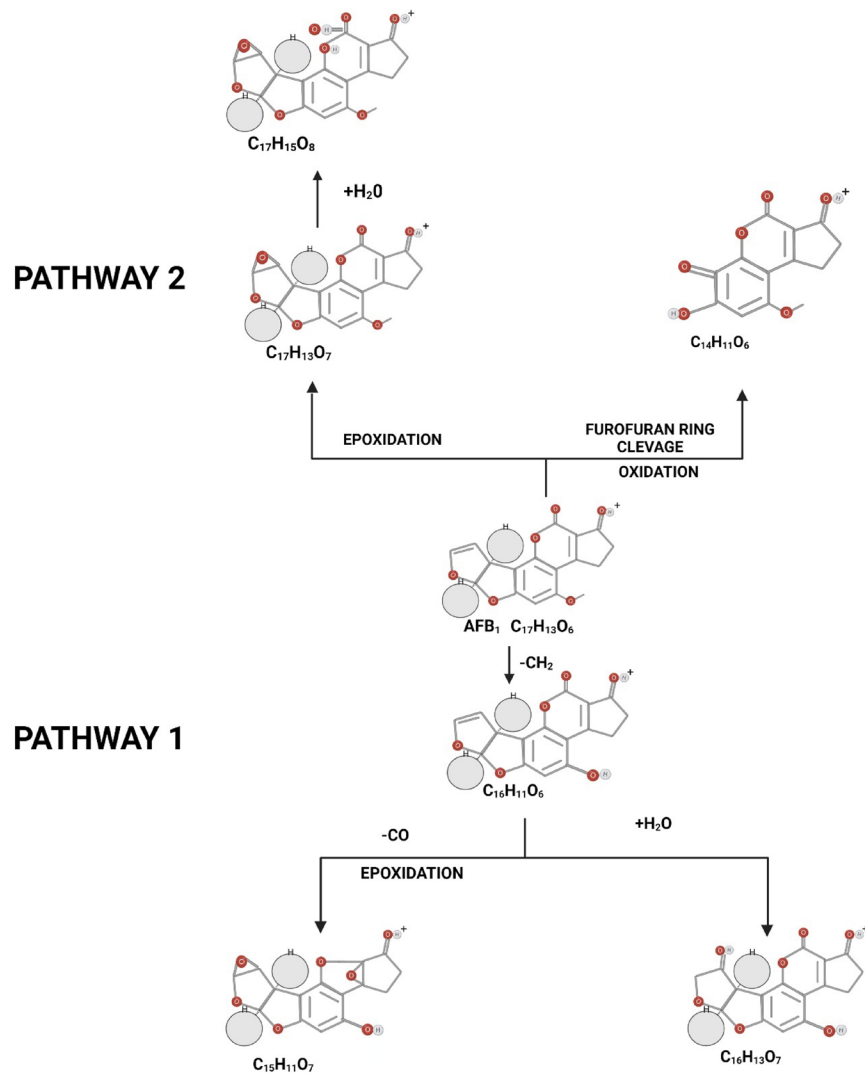 C₁₇H₁₅O₈
+H₂0
PATHWAY 2
C₁₇H₁₃O₇
C₁₄H₁₁O₆
EPOXIDATION
FUROFURAN RING
CLEVAGE
OXIDATION
AFB₁ C₁₇H₁₃O₆
-CH₂
PATHWAY 1
C₁₆H₁₁O₆
-CO
+H₂O
EPOXIDATION
C₁₅H₁₁O₇
C₁₆H₁₃O₇